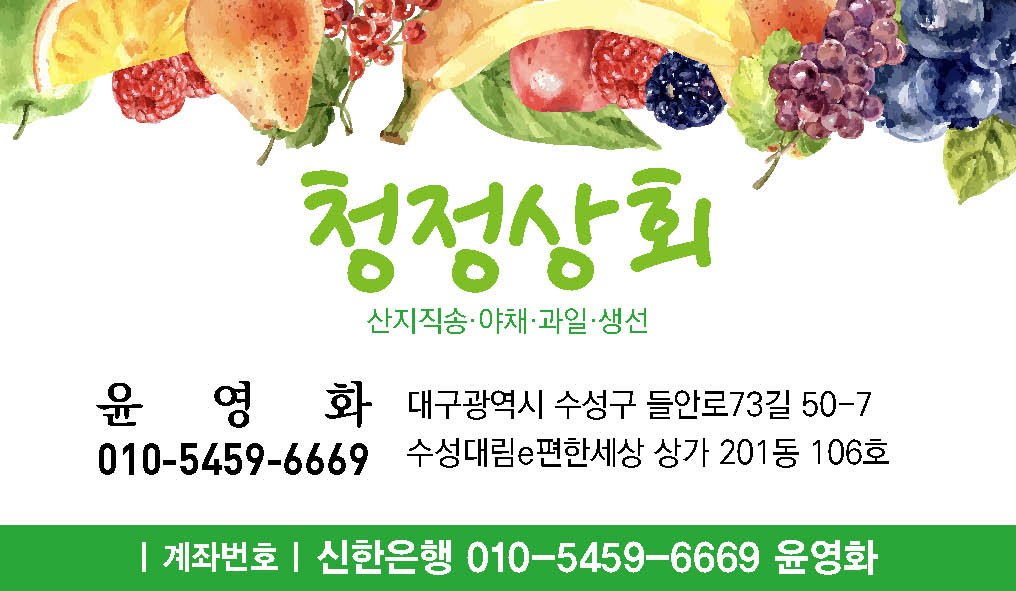 청정상회
산지직송·야채·과일·생선
윤 영 화
010-5459-6669
대구광역시 수성구 들안로73길 50-7
수성대림e편한세상 상가 201동 106호
| 계좌번호 | 신한은행 010-5459-6669 윤영화